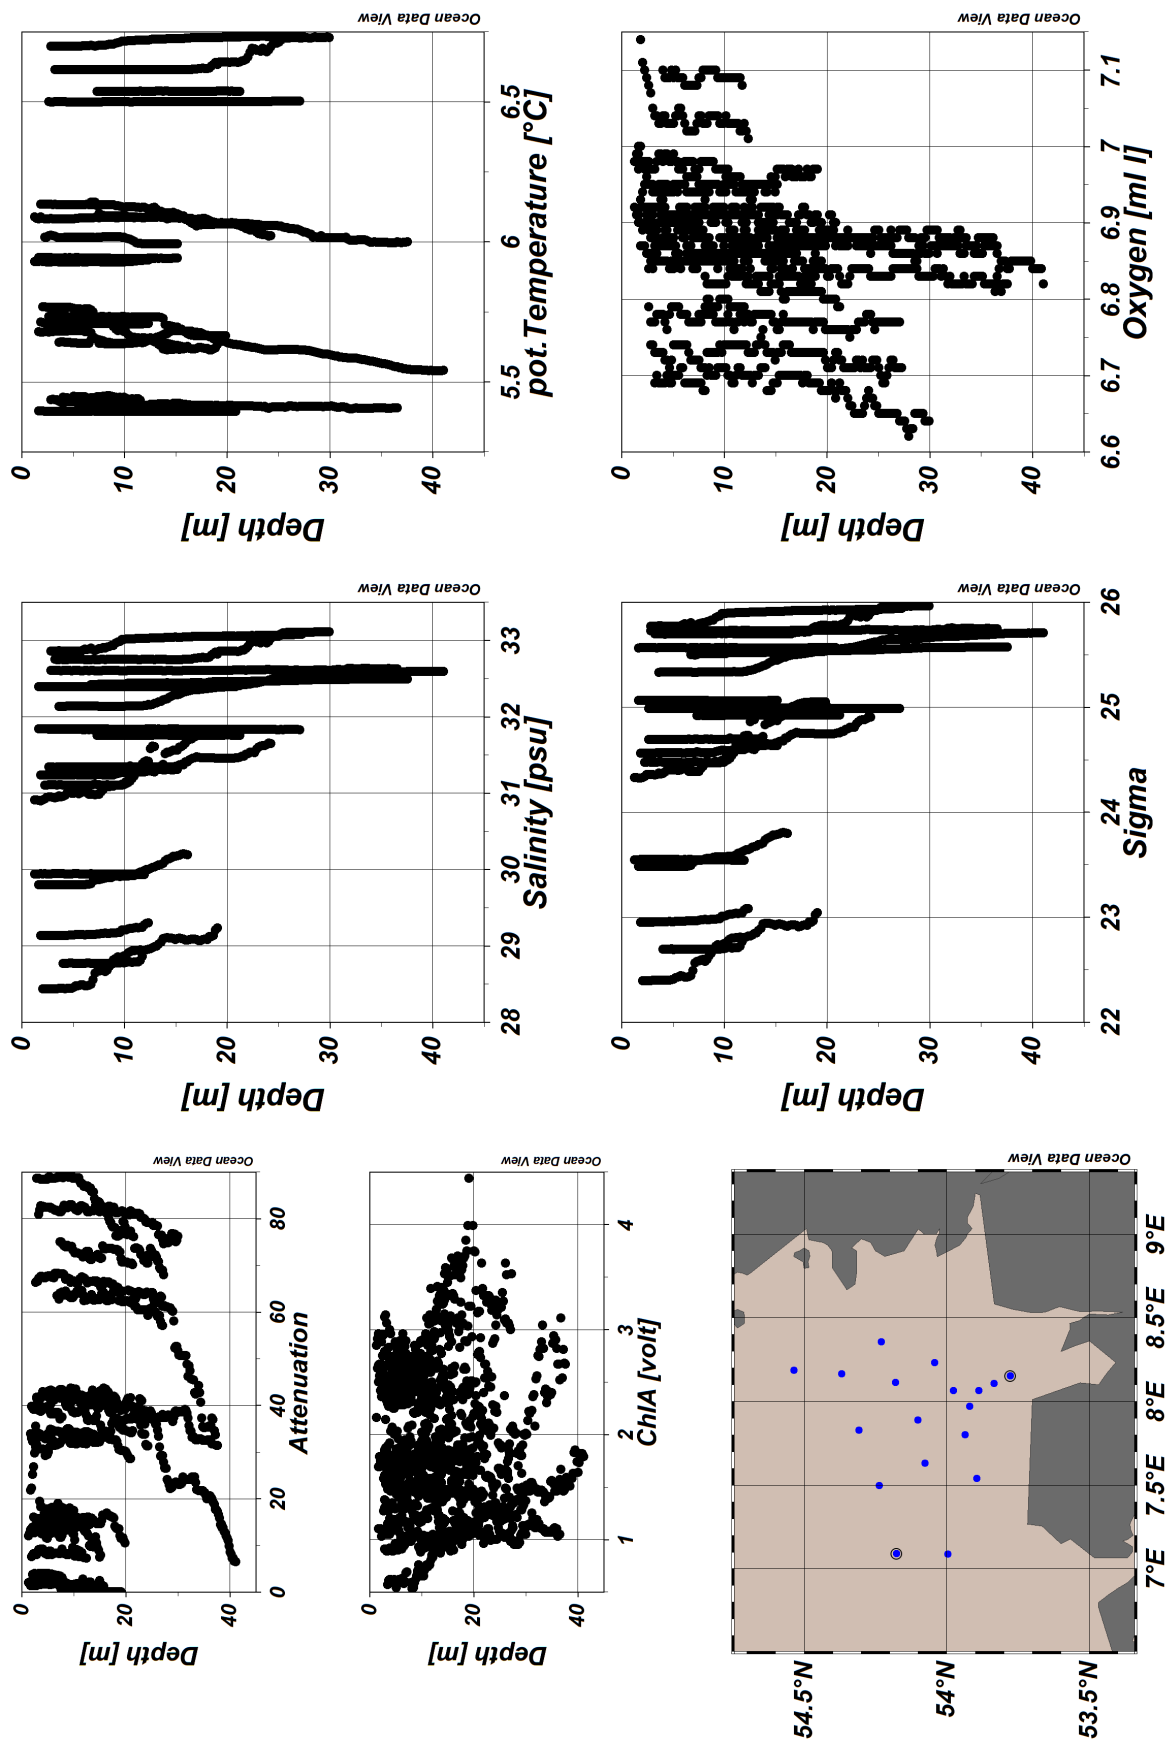 0
20
40
Depth [m]
0
20
40
60
80
Attenuation
Ocean Data View
0
10
20
30
40
Depth [m]
28
29
30
31
32
33
Salinity [psu]
Ocean Data View
0
10
20
30
40
Depth [m]
5.5
6
6.5
pot.Temperature [°C]
Ocean Data View
0
20
40
Depth [m]
1
2
3
4
ChlA [volt]
Ocean Data View
54.5°N
54°N
53.5°N
7°E
7.5°E
8°E
8.5°E
9°E
Ocean Data View
0
10
20
30
40
Depth [m]
22
23
24
25
26
Sigma
Ocean Data View
0
10
20
30
40
Depth [m]
6.6
6.7
6.8
6.9
7
7.1
Oxygen [ml l]
Ocean Data View